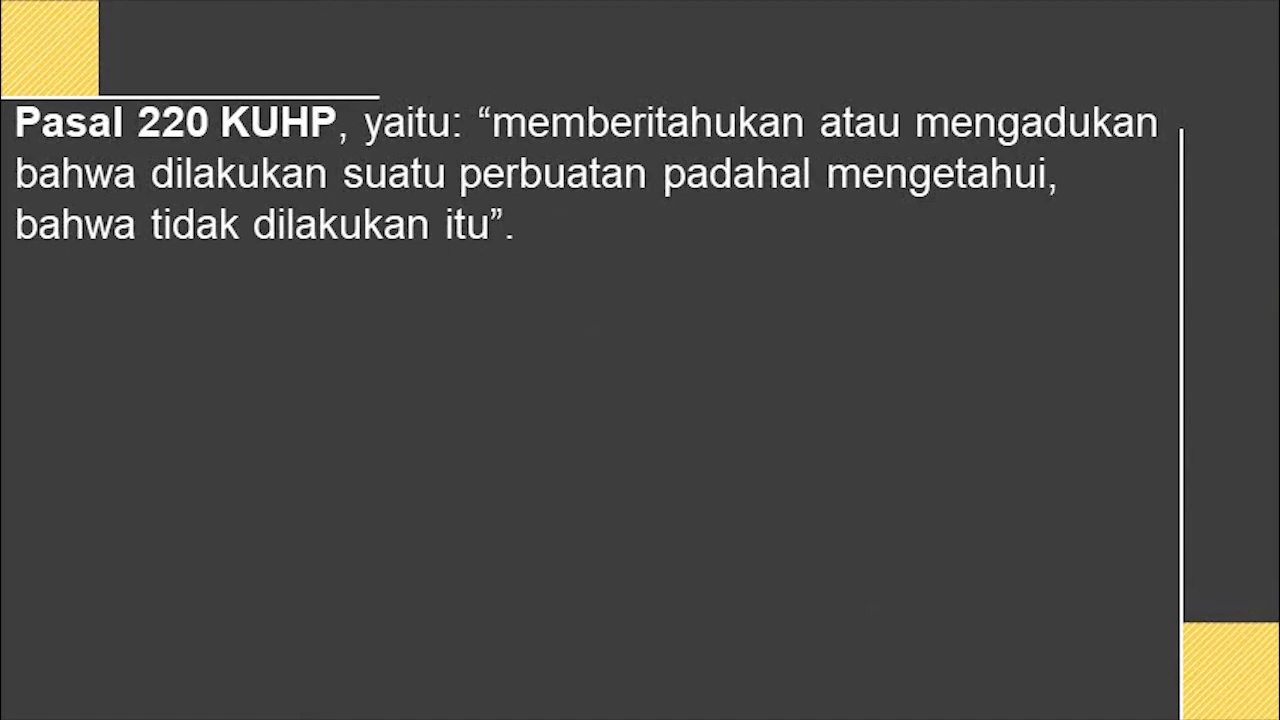 Pasal 220 KUHP, yaitu: “memberitahukan atau mengadukan
bahwa dilakukan suatu perbuatan padahal mengetahui,
bahwa tidak dilakukan itu”.